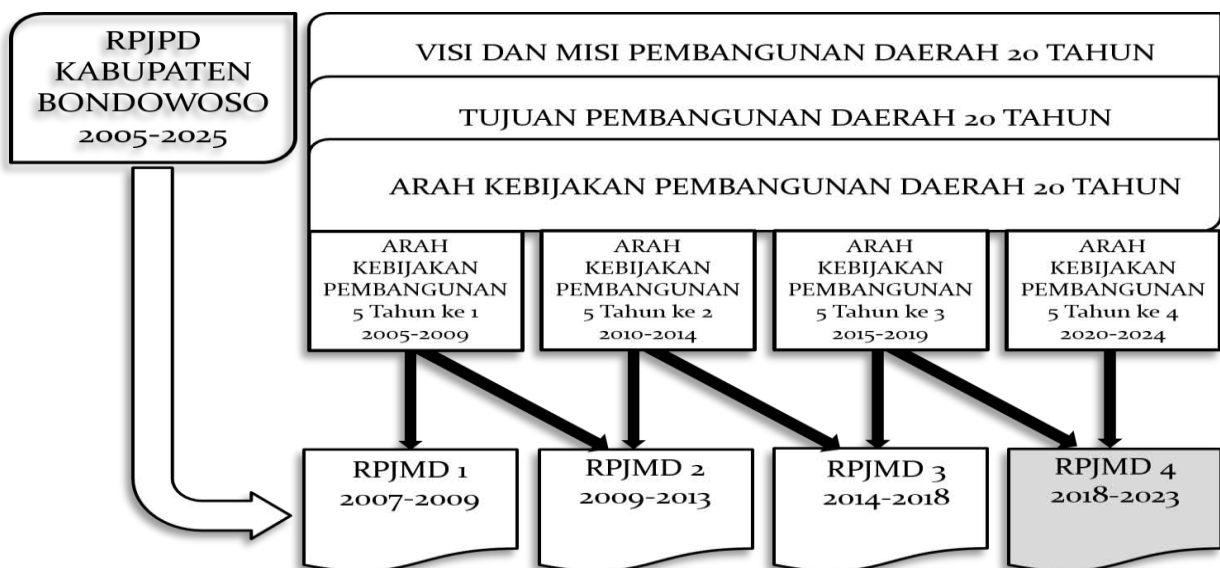 RPJPD
KABUPATEN
BONDOWOSO
2005-2025
VISI DAN MISI PEMBANGUNAN DAERAH 20 TAHUN
TUJUAN PEMBANGUNAN DAERAH 20 TAHUN
ARAH KEBIJAKAN PEMBANGUNAN DAERAH 20 TAHUN
ARAH
KEBIJAKAN
PEMBANGUNAN
5 Tahun ke 1
2005-2009
ARAH
KEBIJAKAN
PEMBANGUNAN
5 Tahun ke 2
2010-2014
ARAH
KEBIJAKAN
PEMBANGUNAN
5 Tahun ke 3
2015-2019
ARAH
KEBIJAKAN
PEMBANGUNAN
5 Tahun ke 4
2020-2024
RPJMD 1
2007-2009
RPJMD 2
2009-2013
RPJMD 3
2014-2018
RPJMD 4
2018-2023